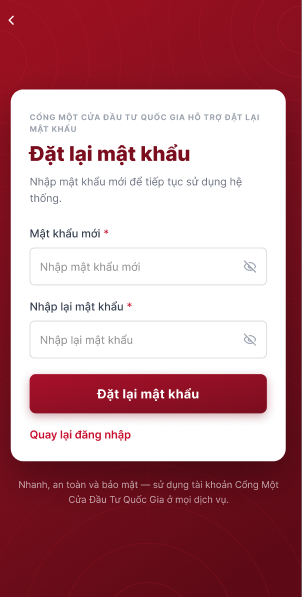 CỔNG MỘT CỬA ĐẦU TƯ QUỐC GIA HỖ TRỢ ĐẶT LẠI
MẬT KHẨU
Đặt lại mật khẩu
Nhập mật khẩu mới để tiếp tục sử dụng hệ
thống.
Mật khẩu mới *
Nhập mật khẩu mới
Nhập lại mật khẩu *
Nhập lại mật khẩu
Đặt lại mật khẩu
Quay lại đăng nhập
Nhanh, an toàn và bảo mật — sử dụng tài khoản Cổng Một
Cửa Đầu Tư Quốc Gia ở mọi dịch vụ.